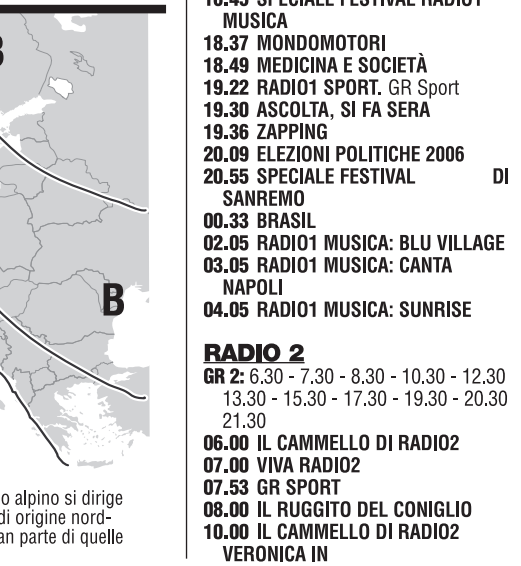 B
B
o alpino si dirige
di origine nord-
an parte di quelle
16.45 SPECIALE FESTIVAL RADIO1
MUSICA
18.37 MONDOMOTORI
18.49 MEDICINA E SOCIETÀ
19.22 RADIO1 SPORT. GR Sport
19.30 ASCOLTA, SI FA SERA
19.36 ZAPPING
20.09 ELEZIONI POLITICHE 2006
20.55 SPECIALE FESTIVAL DI
SANREMO
00.33 BRASIL
02.05 RADIO1 MUSICA: BLU VILLAGE
03.05 RADIO1 MUSICA: CANTA
NAPOLI
04.05 RADIO1 MUSICA: SUNRISE
RADIO 2
GR 2: 6.30 - 7.30 - 8.30 - 10.30 - 12.30
13.30 - 15.30 - 17.30 - 19.30 - 20.30
21.30
06.00 IL CAMMELLO DI RADIO2
07.00 VIVA RADIO2
07.53 GR SPORT
08.00 IL RUGGITO DEL CONIGLIO
10.00 IL CAMMELLO DI RADIO2
VERONICA IN